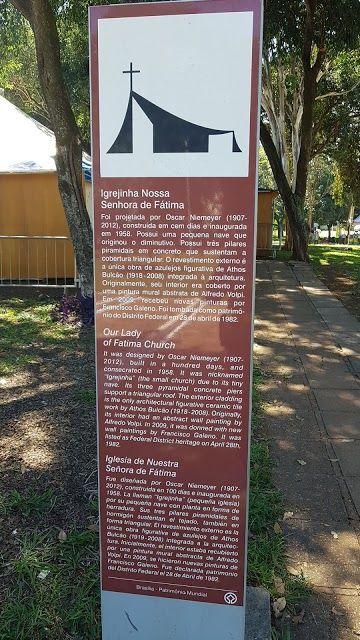 Igrejinha Nossa
Senhora de Fátima
Foi projetada por Oscar Niemeyer (1907-
2012), construída em cem dias e inaugurada
em 1958. Possui uma pequena nave que
originou o diminutivo. Possui três pilares
piramidais em concreto que sustentam a
cobertura triangular. O revestimento externo é
a única obra de azulejos figurativa de Athos
Bulcão (1918-2008) integrada à arquitetura.
Originalmente, seu interior era coberto por
uma pintura mural abstrata de Alfredo Volpi.
Em 2009, recebeu novas pinturas por
Francisco Galeno. Foi tombada como patrimô-
nio do Distrito Federal em 28 de abril de 1982.
Our Lady
of Fatima Church
It was designed by Oscar Niemeyer (1907-
2012), built in a hundred days, and
consecrated in 1958. It was nicknamed
"Igrejinha" (the small church) due to its tiny
nave. Its three pyramidal concrete piers
support a triangular roof. The exterior cladding
is the only architectural figurative ceramic tile
work by Athos Bulcão (1918-2008). Originally,
its interior had an abstract wall painting by
Alfredo Volpi. In 2009, it was donned with new
wall paintings by Francisco Galeno. It was
listed as Federal District heritage on April 28th,
1982.
Iglesia de Nuestra
Señora de Fátima
Fue diseñada por Oscar Niemeyer (1907-
2012), construida en 100 días e inaugurada en
1958. La llaman "Igrejinha" (pequeña iglesia)
por su pequeña nave con planta en forma de
herradura. Sus tres pilares piramidales de
hormigón sustentan el tejado, también en
forma triangular. El revestimiento externo es la
única obra figurativa de azulejos de Athos
Bulcão (1918-2008) integrada a la arquitec-
tura. Inicialmente, el interior estaba recubierto
por una pintura mural abstracta de Alfredo
Volpi. En 2009, se hicieron nuevas pinturas de
Francisco Galeno. Fue declarada patrimonio
del Distrito Federal el 28 de Abril de 1982.
Brasília - Patrimônio Mundial